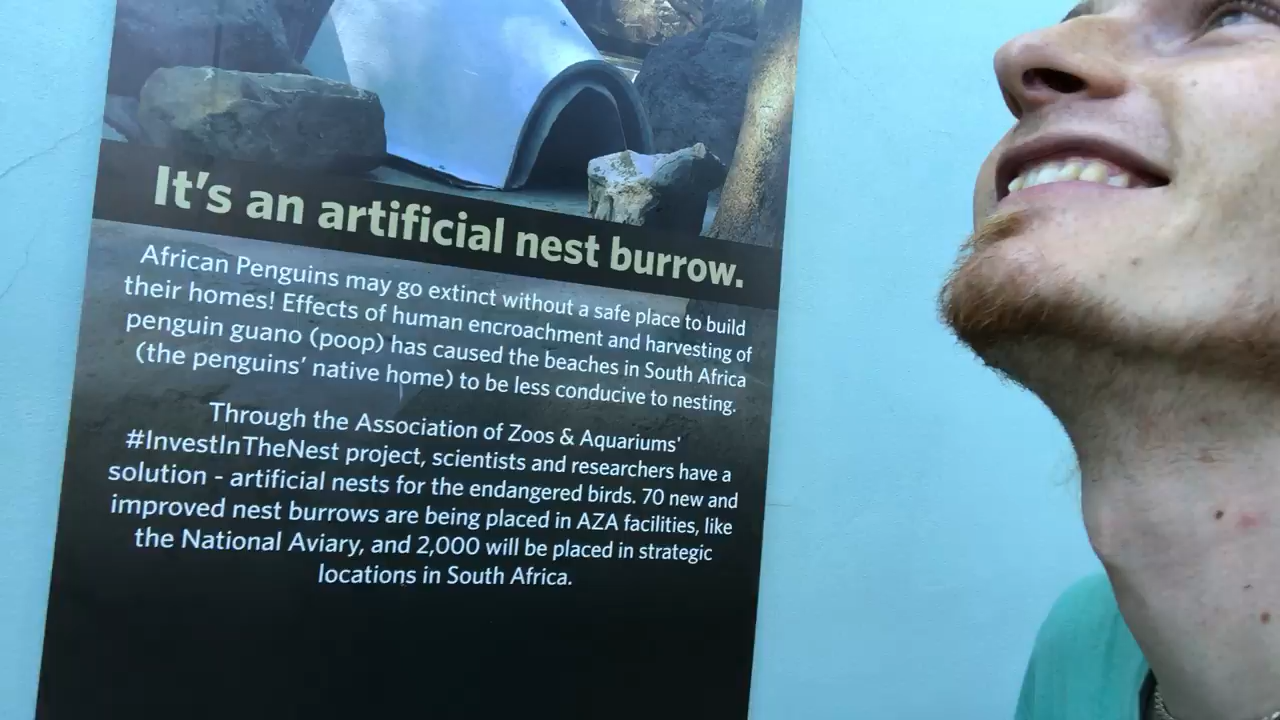 It's an artificial nest burrow.
African Penguins may go extinct without a safe place to build
their homes! Effects of human encroachment and harvesting of
penguin guano (poop) has caused the beaches in South Africa
(the penguins' native home) to be less conducive to nesting.
Through the Association of Zoos & Aquariums'
#InvestInTheNest project, scientists and researchers have a
solution - artificial nests for the endangered birds. 70 new and
improved nest burrows are being placed in AZA facilities, like
the National Aviary, and 2,000 will be placed in strategic
locations in South Africa.